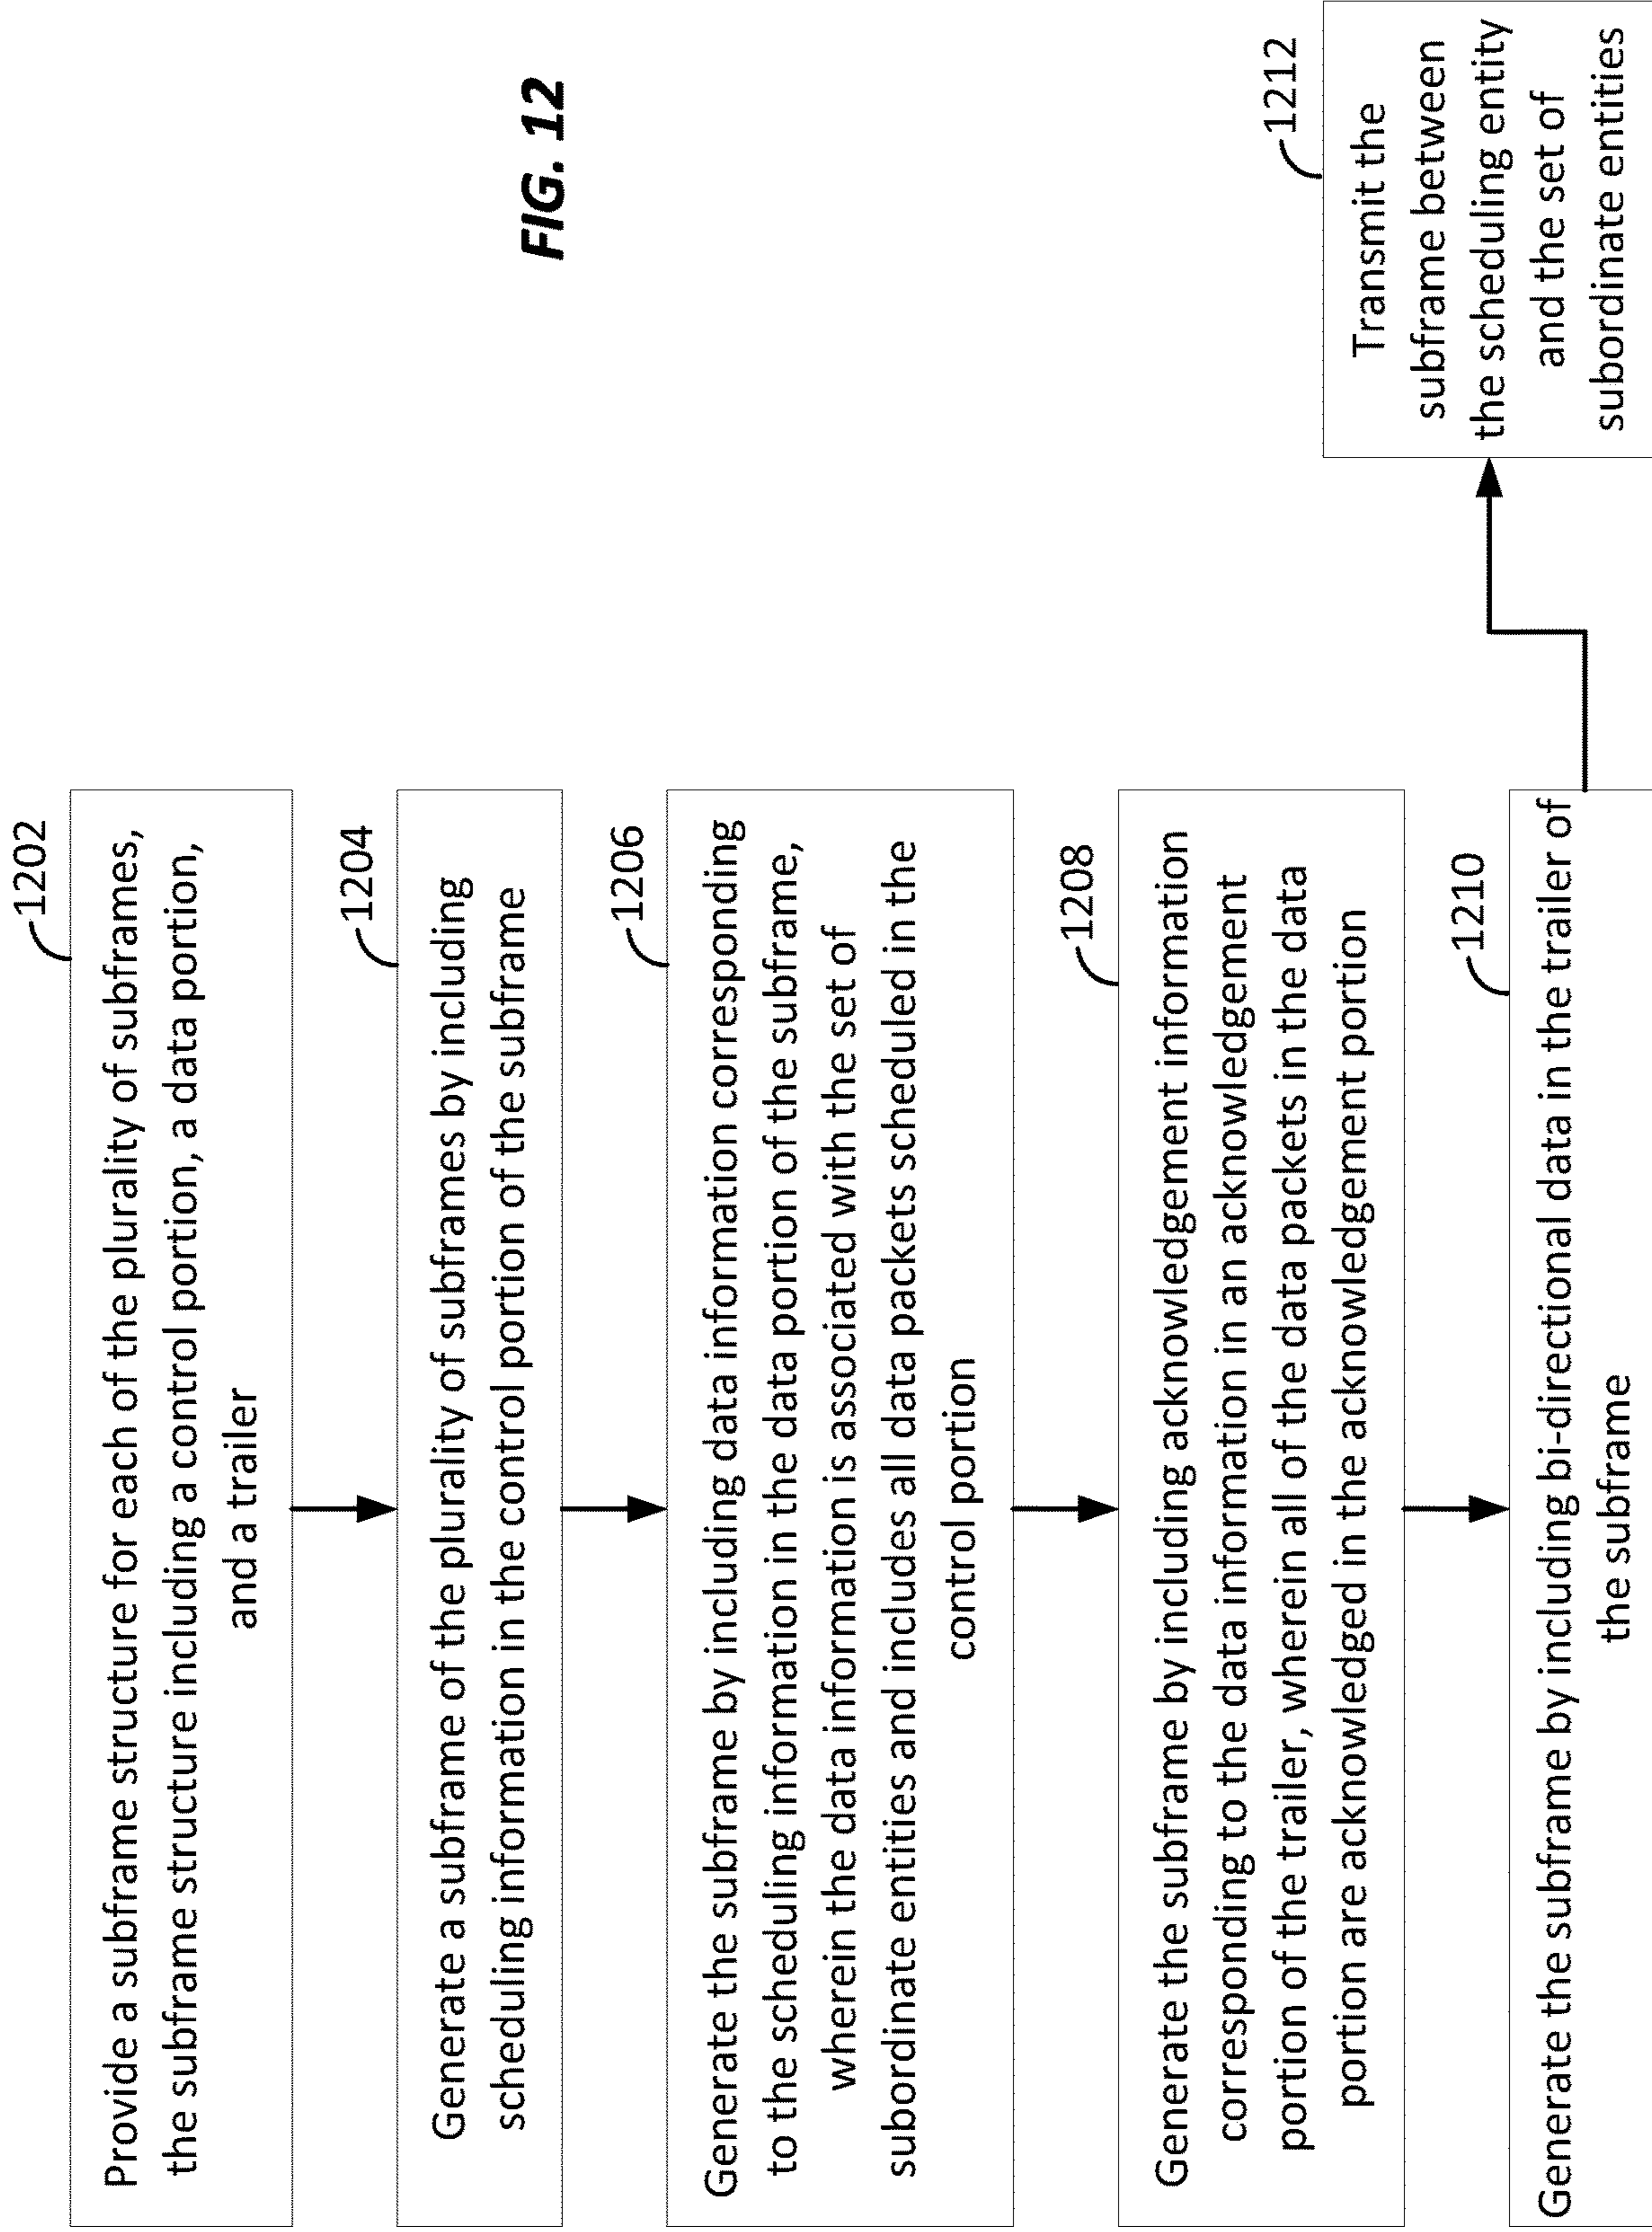 1202
Provide a subframe structure for each of the plurality of subframes,
the subframe structure including a control portion, a data portion,
and a trailer
1204
Generate a subframe of the plurality of subframes by including
scheduling information in the control portion of the subframe
1206
Generate the subframe by including data information corresponding
to the scheduling information in the data portion of the subframe,
wherein the data information is associated with the set of
subordinate entities and includes all data packets scheduled in the
control portion
1208
Generate the subframe by including acknowledgement information
corresponding to the data information in an acknowledgement
portion of the trailer, wherein all of the data packets in the data
portion are acknowledged in the acknowledgement portion
1210
Generate the subframe by including bi-directional data in the trailer of
the subframe
1212
Transmit the
subframe between
the scheduling entity
and the set of
subordinate entities
FIG. 12